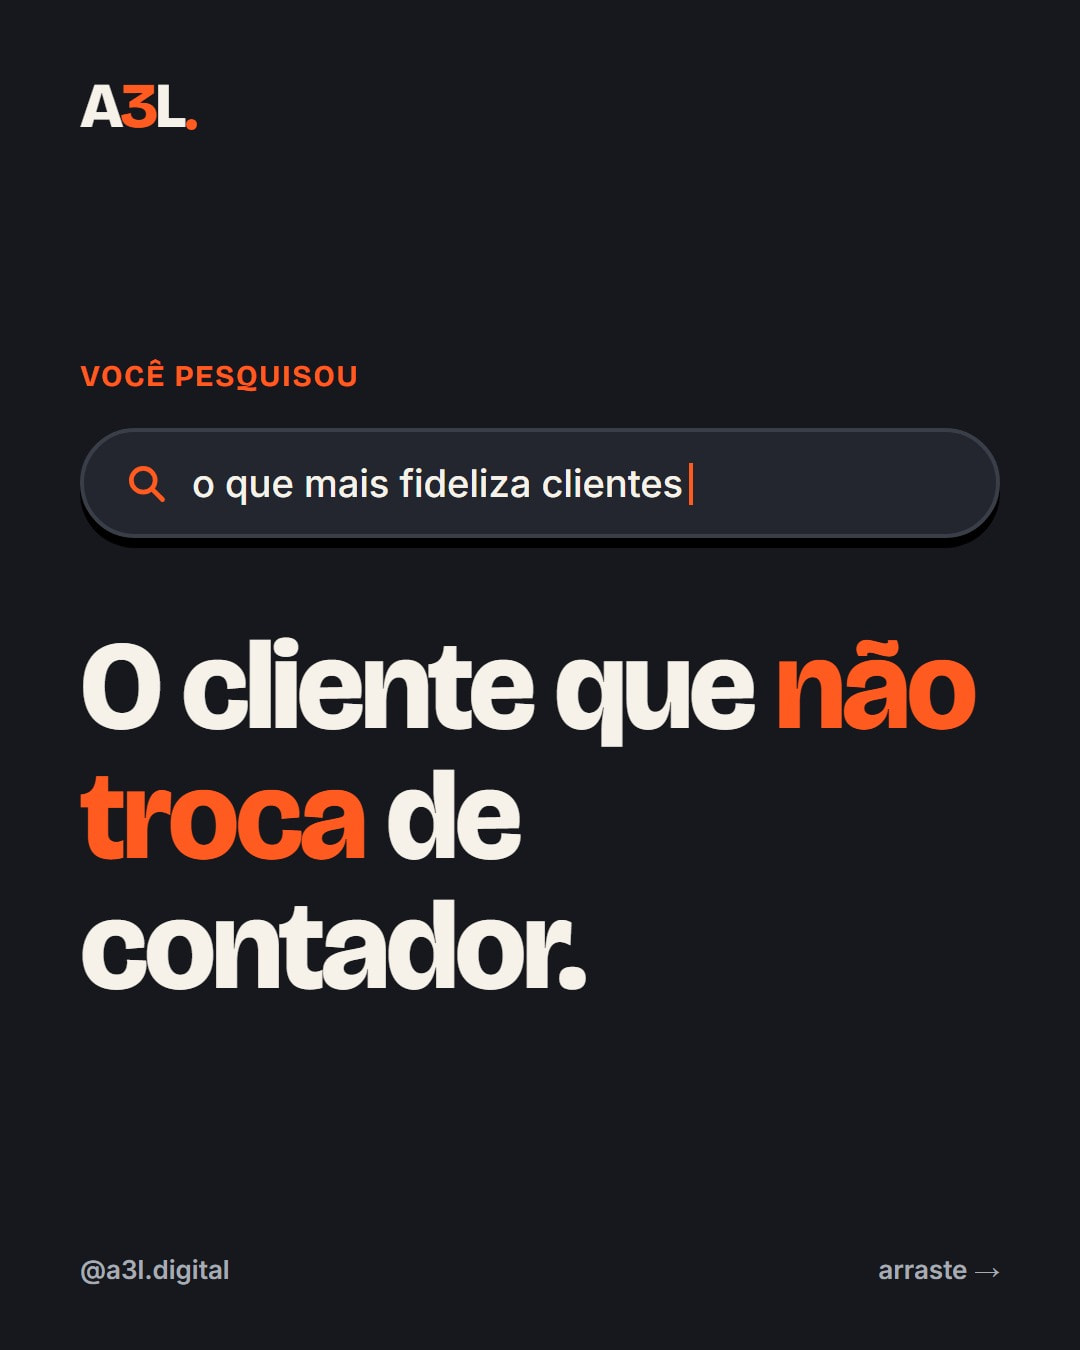 A3L.
VOCÊ PESQUISOU
o que mais fideliza clientes
O cliente que não
troca de
contador.
@a3l.digital
arraste →